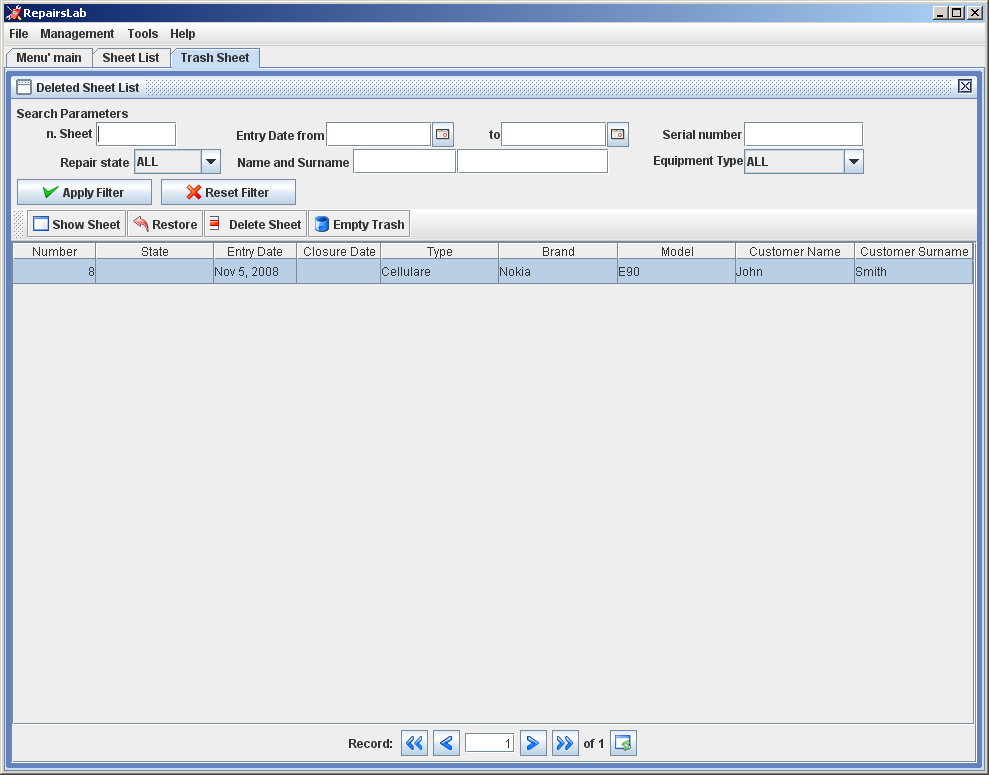 RepairsLab
File Management Tools Help
Menu' main Sheet List Trash Sheet
Deleted Sheet List
Search Parameters
n. Sheet Entry Date from to Serial number
Repair state ALL Name and Surname Equipment Type ALL
Apply Filter Reset Filter
Show Sheet Restore Delete Sheet Empty Trash
Number State Entry Date Closure Date Type Brand Model Customer Name Customer Surname
8 Nov 5, 2008 Cellulare Nokia E90 John Smith
Record: 1 of 1